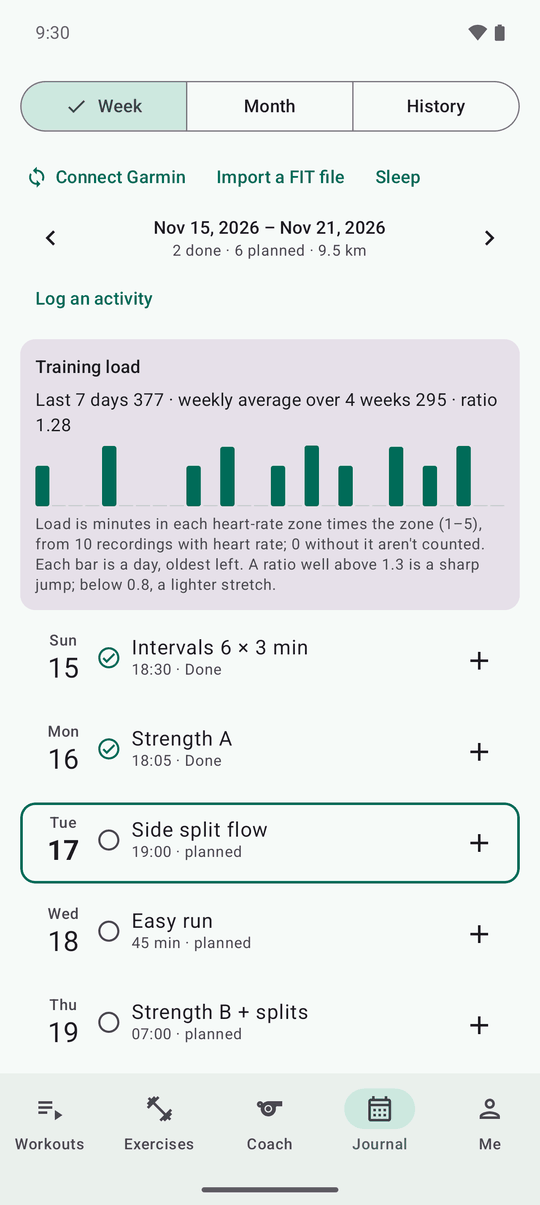 9:30
Week
Month
History
Connect Garmin
Import a FIT file
Sleep
Nov 15, 2026 – Nov 21, 2026
2 done · 6 planned · 9.5 km
Log an activity
Training load
Last 7 days 377 · weekly average over 4 weeks 295 · ratio
1.28
Load is minutes in each heart-rate zone times the zone (1–5),
from 10 recordings with heart rate; 0 without it aren't counted.
Each bar is a day, oldest left. A ratio well above 1.3 is a sharp
jump; below 0.8, a lighter stretch.
Sun
15
Intervals 6 × 3 min
18:30 · Done
Mon
16
Strength A
18:05 · Done
Tue
17
Side split flow
19:00 · planned
Wed
18
Easy run
45 min · planned
Thu
19
Strength B + splits
07:00 · planned
Workouts
Exercises
Coach
Journal
Me